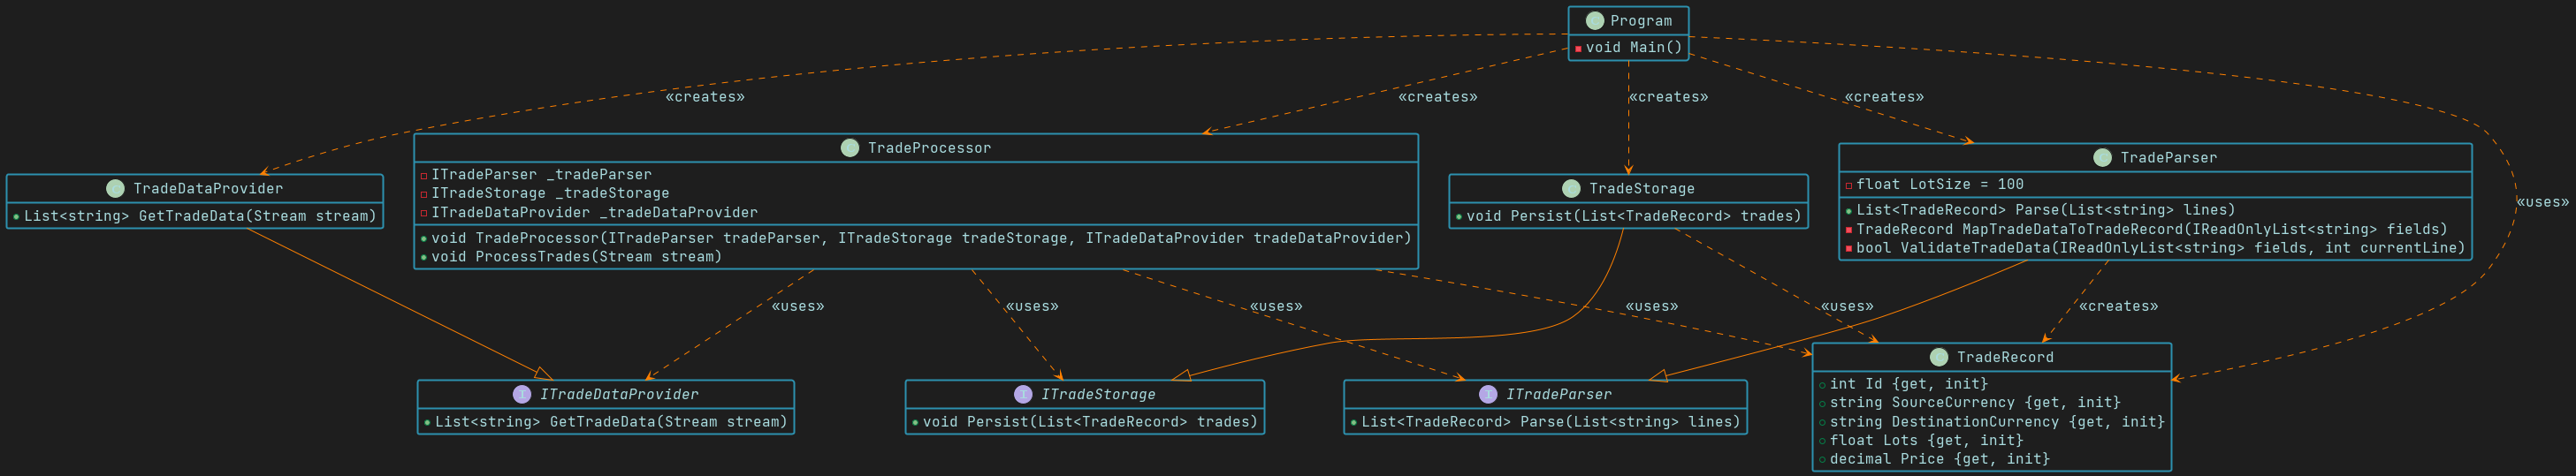 Program
void Main()
«creates»
«creates»
«creates»
«creates»
«uses»
TradeDataProvider
List<string> GetTradeData(Stream stream)
TradeProcessor
ITradeParser _tradeParser
ITradeStorage _tradeStorage
ITradeDataProvider _tradeDataProvider
void TradeProcessor(ITradeParser tradeParser, ITradeStorage tradeStorage, ITradeDataProvider tradeDataProvider)
void ProcessTrades(Stream stream)
TradeStorage
void Persist(List<TradeRecord> trades)
TradeParser
float LotSize = 100
List<TradeRecord> Parse(List<string> lines)
TradeRecord MapTradeDataToTradeRecord(IReadOnlyList<string> fields)
bool ValidateTradeData(IReadOnlyList<string> fields, int currentLine)
«uses»
«uses»
«uses»
«uses»
«uses»
«creates»
I ITradeDataProvider
List<string> GetTradeData(Stream stream)
I ITradeStorage
void Persist(List<TradeRecord> trades)
I ITradeParser
List<TradeRecord> Parse(List<string> lines)
TradeRecord
int Id {get, init}
string SourceCurrency {get, init}
string DestinationCurrency {get, init}
float Lots {get, init}
decimal Price {get, init}